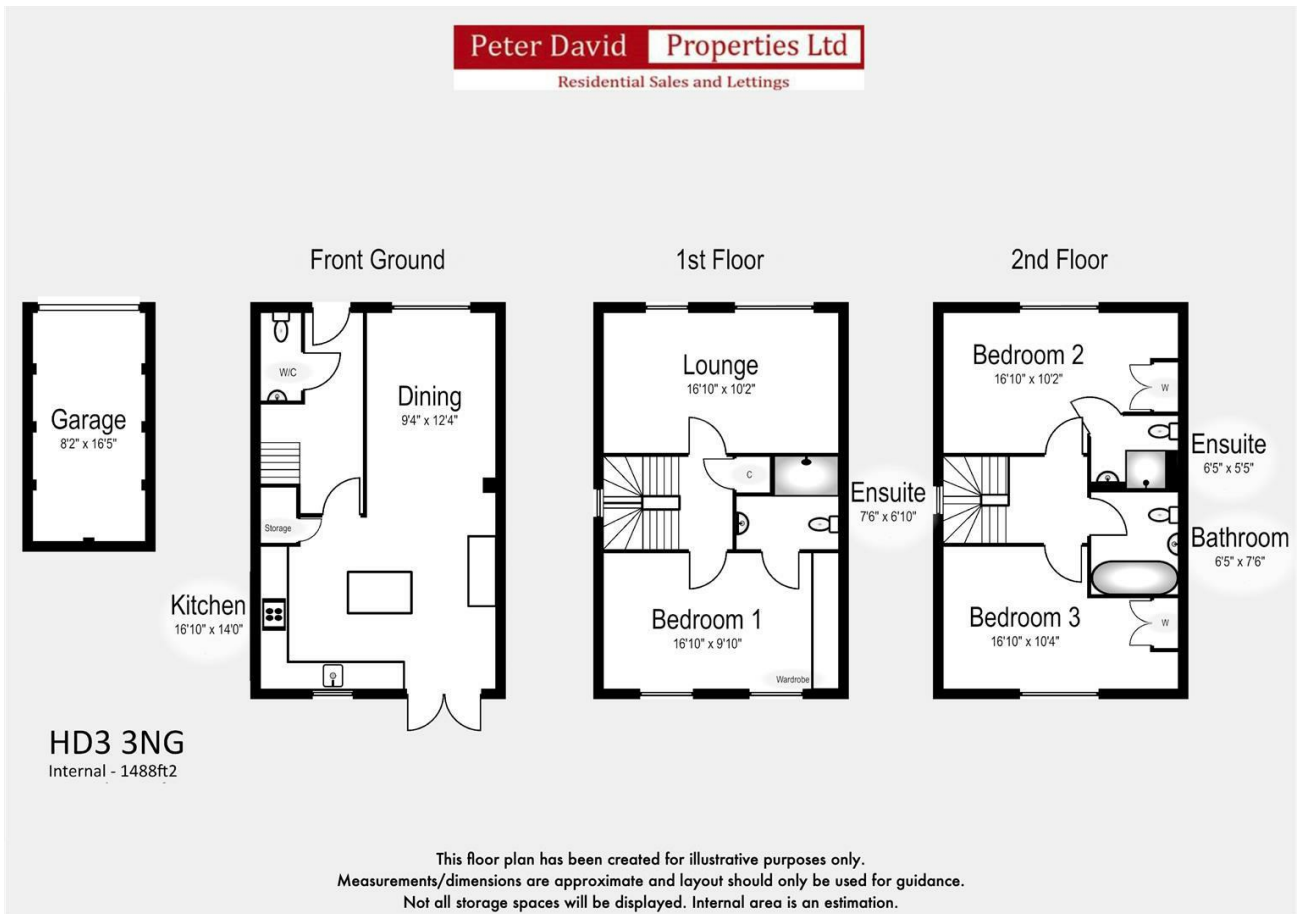 Peter David Properties Ltd
Residential Sales and Lettings
Front Ground
1st Floor
2nd Floor
Garage
8'2" x 16'5"
W/C
Dining
9'4" x 12'4"
Storage
Kitchen
16'10" x 14'0"
Lounge
16'10" x 10'2"
C
Ensuite
7'6" x 6'10"
Bedroom 1
16'10" x 9'10"
Wardrobe
Bedroom 2
16'10" x 10'2"
W
Ensuite
6'5" x 5'5"
Bathroom
6'5" x 7'6"
Bedroom 3
16'10" x 10'4"
W
HD3 3NG
Internal - 1488ft2
This floor plan has been created for illustrative purposes only.
Measurements/dimensions are approximate and layout should only be used for guidance.
Not all storage spaces will be displayed. Internal area is an estimation.